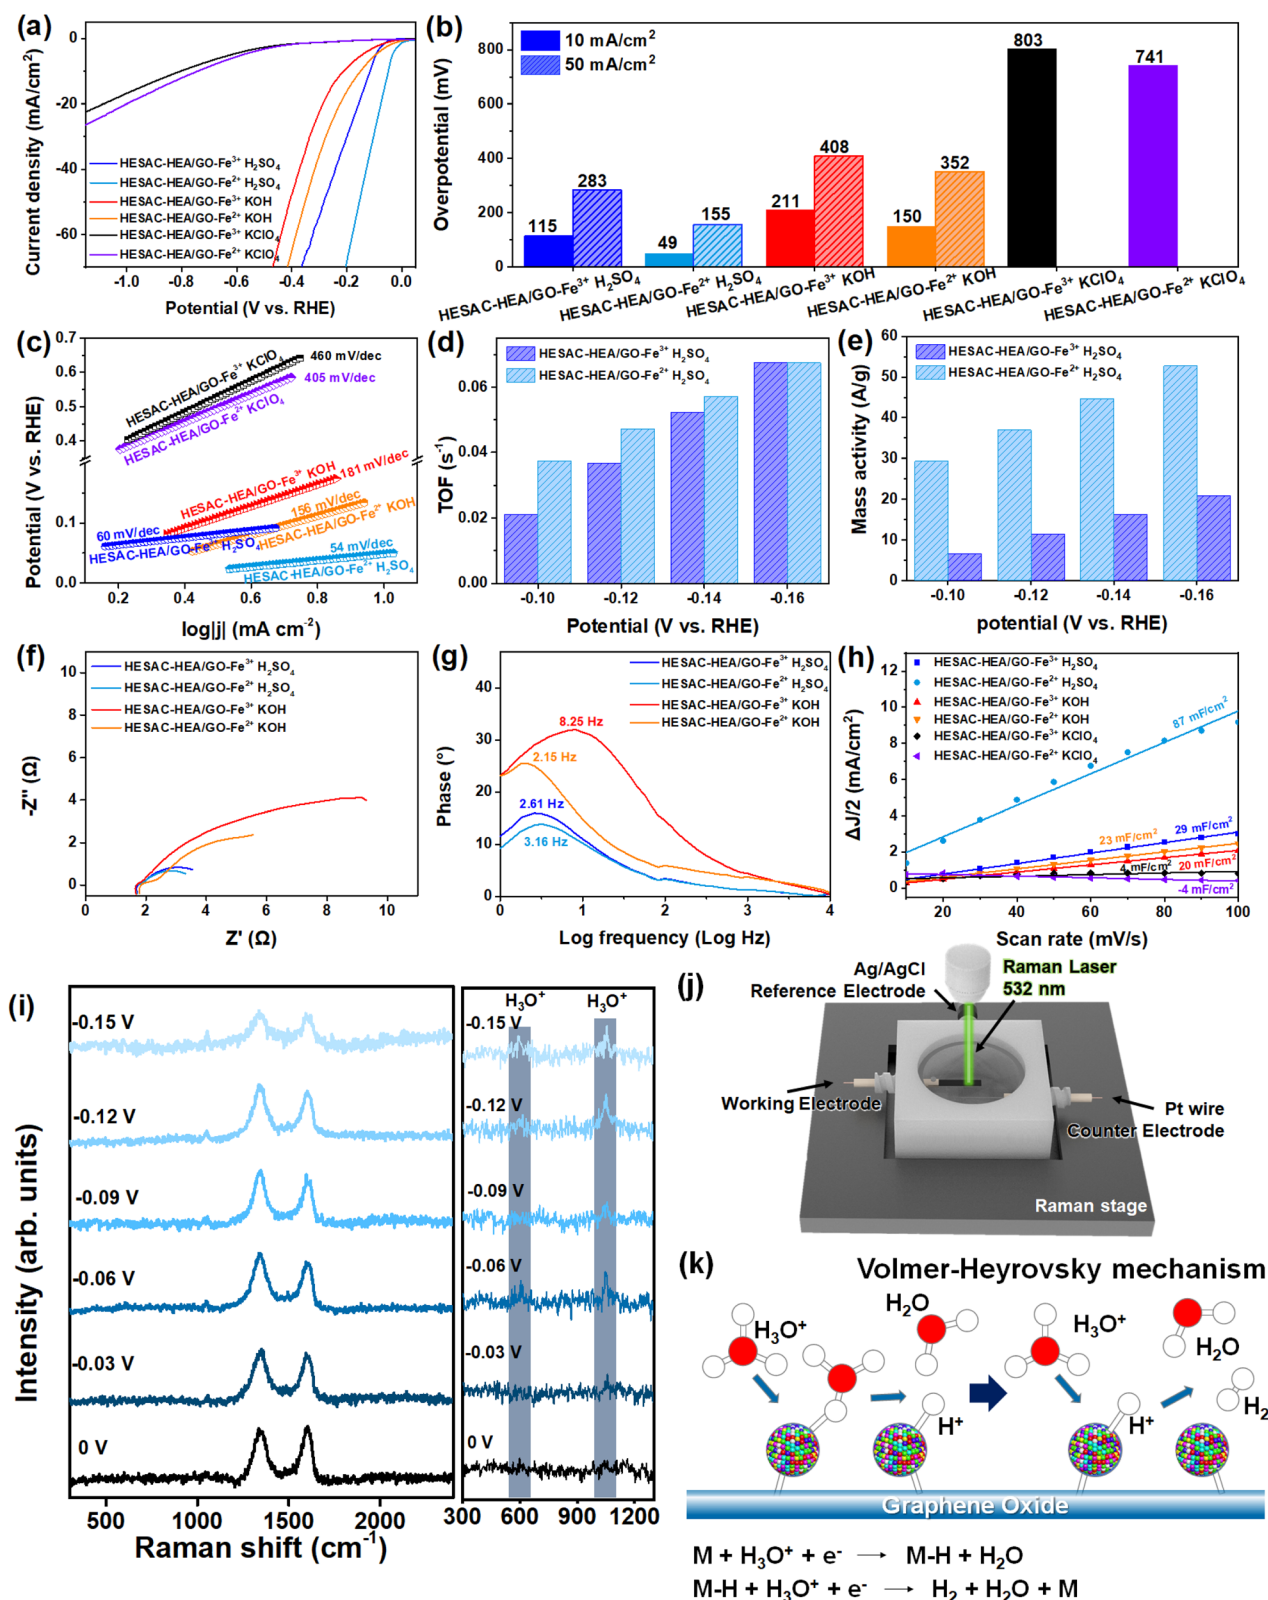 (a)
Current density (mA/cm²)
0
-20
-40
-60
HESAC-HEA/GO-Fe³⁺ H₂SO₄
HESAC-HEA/GO-Fe²⁺ H₂SO₄
HESAC-HEA/GO-Fe³⁺ KOH
HESAC-HEA/GO-Fe²⁺ KOH
HESAC-HEA/GO-Fe³⁺ KClO₄
HESAC-HEA/GO-Fe²⁺ KClO₄
-1.0 -0.8 -0.6 -0.4 -0.2 0.0
Potential (V vs. RHE)
(b)
Overpotential (mV)
800
600
400
200
0
10 mA/cm²
50 mA/cm²
115 283 49 155 211 408 150 352 803 741
HESAC-HEA/GO-Fe³⁺ H₂SO₄
HESAC-HEA/GO-Fe²⁺ H₂SO₄
HESAC-HEA/GO-Fe³⁺ KOH
HESAC-HEA/GO-Fe²⁺ KOH
HESAC-HEA/GO-Fe³⁺ KClO₄
HESAC-HEA/GO-Fe²⁺ KClO₄
(c)
Potential (V vs. RHE)
0.7
0.6
0.5
0.4
0.1
0.0
HESAC-HEA/GO-Fe³⁺ KClO₄
460 mV/dec
405 mV/dec
HESAC-HEA/GO-Fe²⁺ KClO₄
HESAC-HEA/GO-Fe³⁺ KOH
181 mV/dec
156 mV/dec
HESAC-HEA/GO-Fe²⁺ KOH
60 mV/dec
HESAC-HEA/GO-Fe³⁺ H₂SO₄
54 mV/dec
HESAC-HEA/GO-Fe²⁺ H₂SO₄
0.2 0.4 0.6 0.8 1.0
log|j| (mA cm⁻²)
(d)
TOF (s⁻¹)
0.06
0.04
0.02
0.00
HESAC-HEA/GO-Fe³⁺ H₂SO₄
HESAC-HEA/GO-Fe²⁺ H₂SO₄
-0.10 -0.12 -0.14 -0.16
Potential (V vs. RHE)
(e)
Mass activity (A/g)
60
50
40
30
20
10
0
HESAC-HEA/GO-Fe³⁺ H₂SO₄
HESAC-HEA/GO-Fe²⁺ H₂SO₄
-0.10 -0.12 -0.14 -0.16
potential (V vs. RHE)
(f)
-Z'' (Ω)
10
8
6
4
2
0
HESAC-HEA/GO-Fe³⁺ H₂SO₄
HESAC-HEA/GO-Fe²⁺ H₂SO₄
HESAC-HEA/GO-Fe³⁺ KOH
HESAC-HEA/GO-Fe²⁺ KOH
0 2 4 6 8 10
Z' (Ω)
(g)
Phase (°)
40
30
20
10
0
HESAC-HEA/GO-Fe³⁺ H₂SO₄
HESAC-HEA/GO-Fe²⁺ H₂SO₄
HESAC-HEA/GO-Fe³⁺ KOH
HESAC-HEA/GO-Fe²⁺ KOH
8.25 Hz
2.15 Hz
2.61 Hz
3.16 Hz
0 1 2 3 4
Log frequency (Log Hz)
(h)
ΔJ/2 (mA/cm²)
12
10
8
6
4
2
0
-2
HESAC-HEA/GO-Fe³⁺ H₂SO₄
HESAC-HEA/GO-Fe²⁺ H₂SO₄
HESAC-HEA/GO-Fe³⁺ KOH
HESAC-HEA/GO-Fe²⁺ KOH
HESAC-HEA/GO-Fe³⁺ KClO₄
HESAC-HEA/GO-Fe²⁺ KClO₄
87 mF/cm²
23 mF/cm²
29 mF/cm²
4 mF/cm²
20 mF/cm²
-4 mF/cm²
20 40 60 80 100
Scan rate (mV/s)
(i)
Intensity (arb. units)
-0.15 V
-0.12 V
-0.09 V
-0.06 V
-0.03 V
0 V
500 1000 1500 2000
H₃O⁺ H₃O⁺
-0.15 V
-0.12 V
-0.09 V
-0.06 V
-0.03 V
0 V
300 600 900 1200
Raman shift (cm⁻¹)
(j)
Ag/AgCl
Reference Electrode
Raman Laser
532 nm
Working Electrode
Pt wire
Counter Electrode
Raman stage
(k)
Volmer-Heyrovsky mechanism
H₃O⁺
H₂O
H⁺
H₃O⁺
H₂O
H⁺
H₂
Graphene Oxide
M + H₃O⁺ + e⁻ → M-H + H₂O
M-H + H₃O⁺ + e⁻ → H₂ + H₂O + M